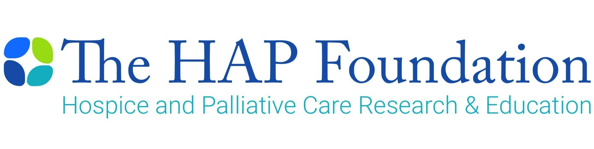 The HAP Foundation
Hospice and Palliative Care Research & Education